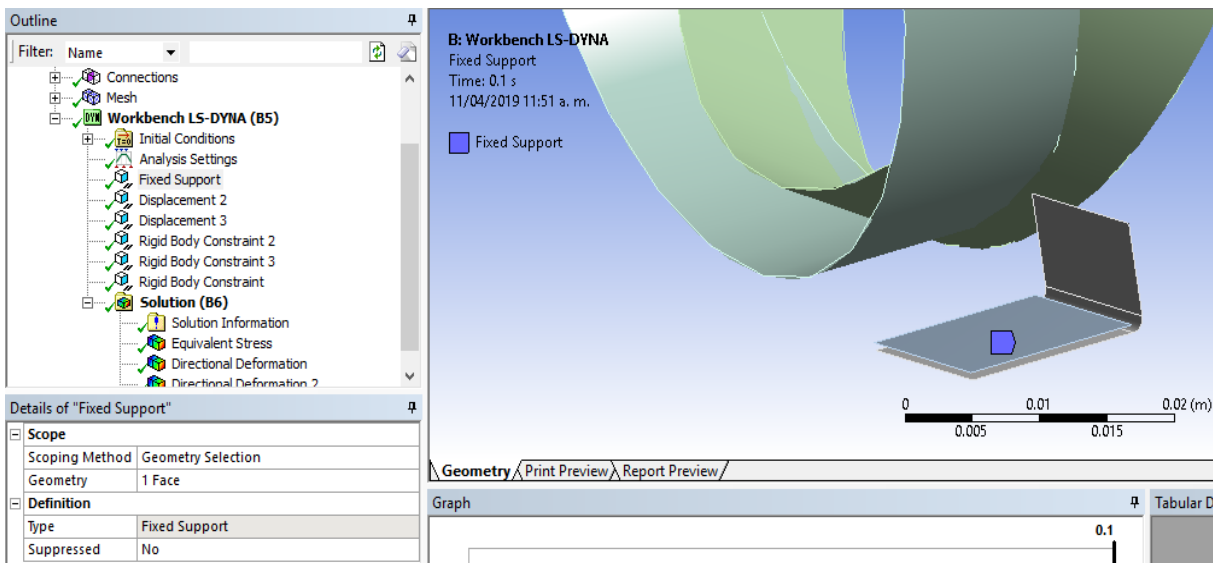 Outline
Filter: Name
Connections
Mesh
Workbench LS-DYNA (B5)
Initial Conditions
Analysis Settings
Fixed Support
Displacement 2
Displacement 3
Rigid Body Constraint 2
Rigid Body Constraint 3
Rigid Body Constraint
Solution (B6)
Solution Information
Equivalent Stress
Directional Deformation
Directional Deformation 2
Details of "Fixed Support"
Scope
Scoping Method Geometry Selection
Geometry 1 Face
Definition
Type Fixed Support
Suppressed No
B: Workbench LS-DYNA
Fixed Support
Time: 0.1 s
11/04/2019 11:51 a. m.
Fixed Support
0 0.01 0.02 (m)
0.005 0.015
Geometry Print Preview Report Preview
Graph
0.1
Tabular D